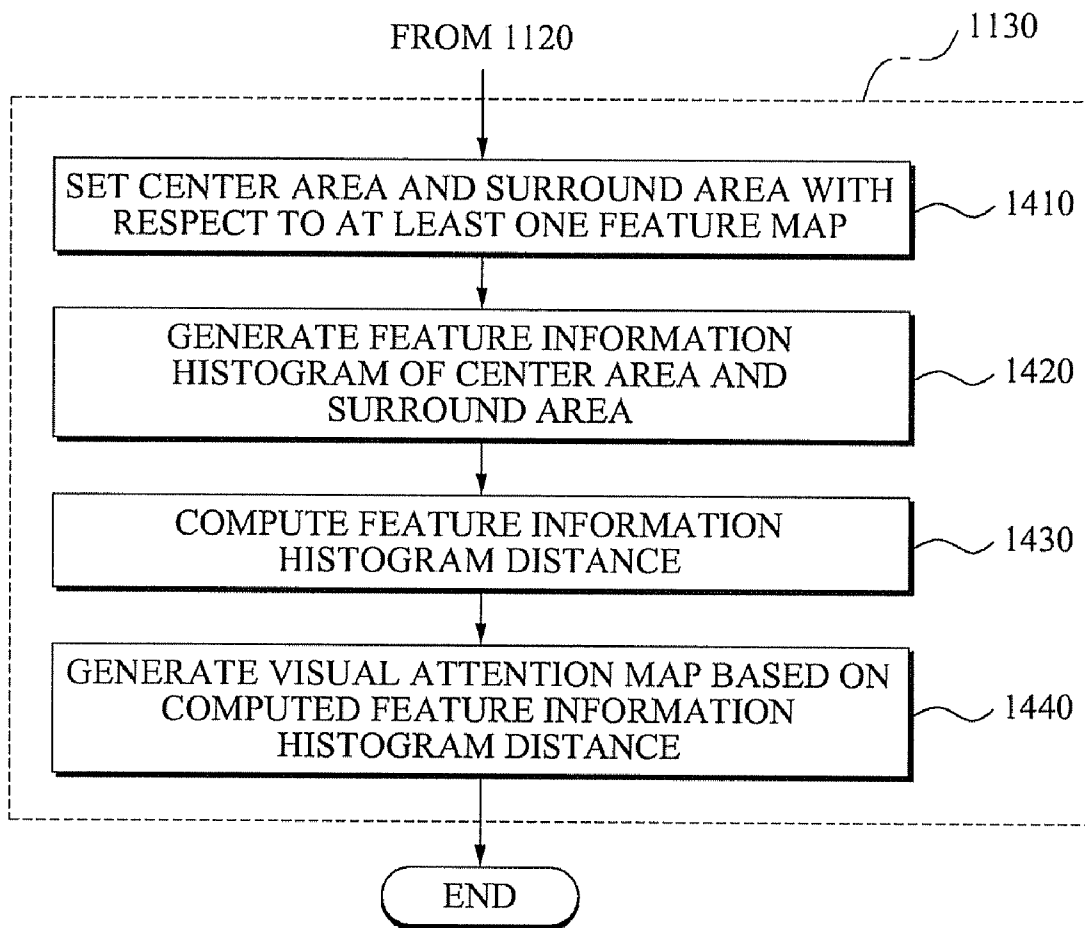 FROM 1120
1130
SET CENTER AREA AND SURROUND AREA WITH
RESPECT TO AT LEAST ONE FEATURE MAP
1410
GENERATE FEATURE INFORMATION
HISTOGRAM OF CENTER AREA AND
SURROUND AREA
1420
COMPUTE FEATURE INFORMATION
HISTOGRAM DISTANCE
1430
GENERATE VISUAL ATTENTION MAP BASED ON
COMPUTED FEATURE INFORMATION
HISTOGRAM DISTANCE
1440
END